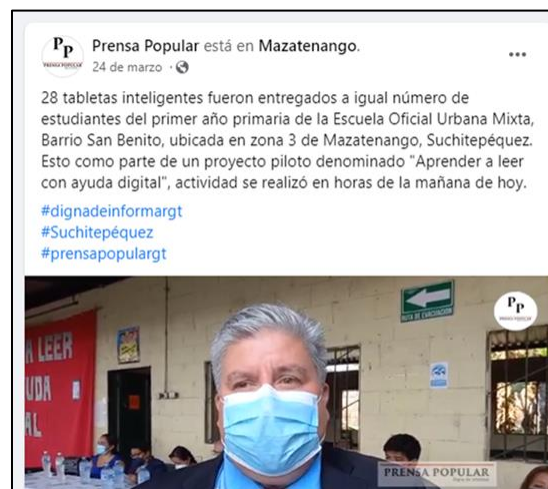 Prensa Popular está en Mazatenango.
24 de marzo
28 tabletas inteligentes fueron entregados a igual número de
estudiantes del primer año primaria de la Escuela Oficial Urbana Mixta,
Barrio San Benito, ubicada en zona 3 de Mazatenango, Suchitepéquez.
Esto como parte de un proyecto piloto denominado "Aprender a leer
con ayuda digital", actividad se realizó en horas de la mañana de hoy.
#dignadeinformargt
#Suchitepéquez
#prensapopulargt
PP
PRENSA POPULAR
RUTA DE EVACUACIÓN
PP
PRENSA POPULAR
A LEER
UDA
AL
PRENSA POPULAR